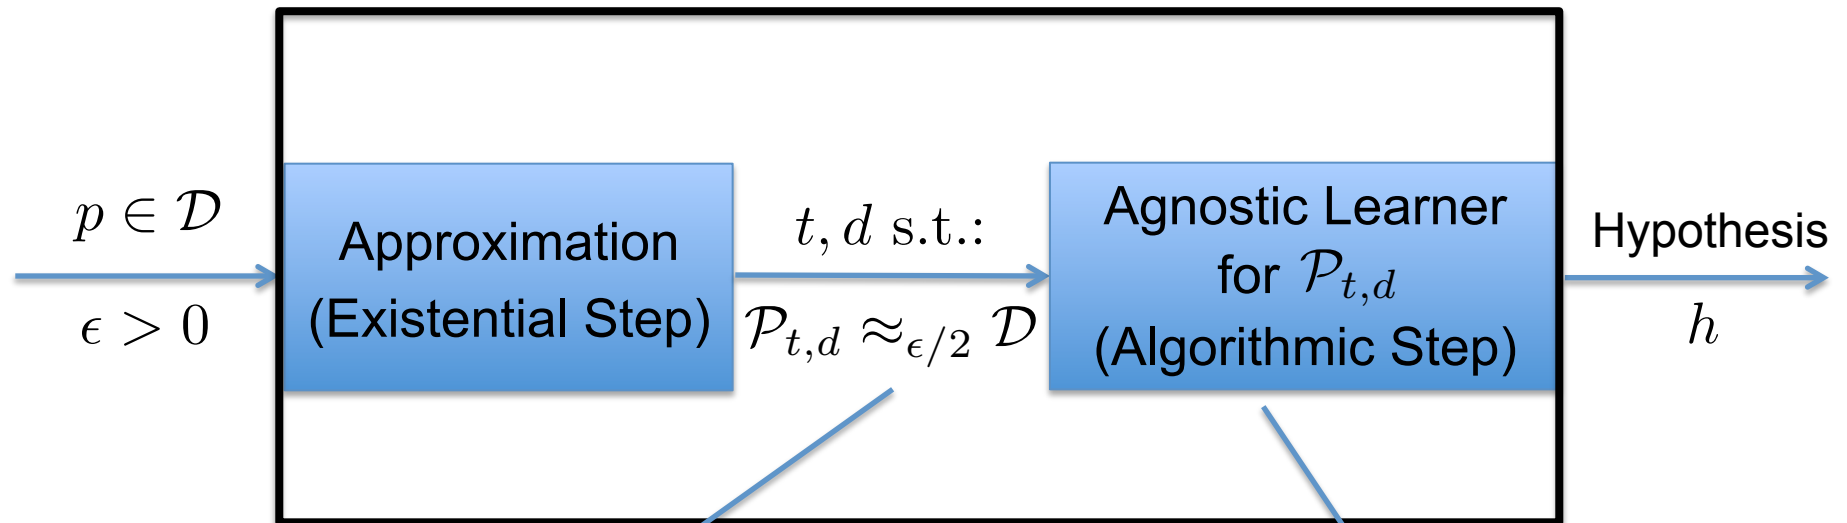 p ∈ 𝒟
ϵ > 0
Approximation
(Existential Step)
t, d s.t.:
𝒫_{t,d} ≈_{ϵ/2} 𝒟
Agnostic Learner
for 𝒫_{t,d}
(Algorithmic Step)
Hypothesis
h